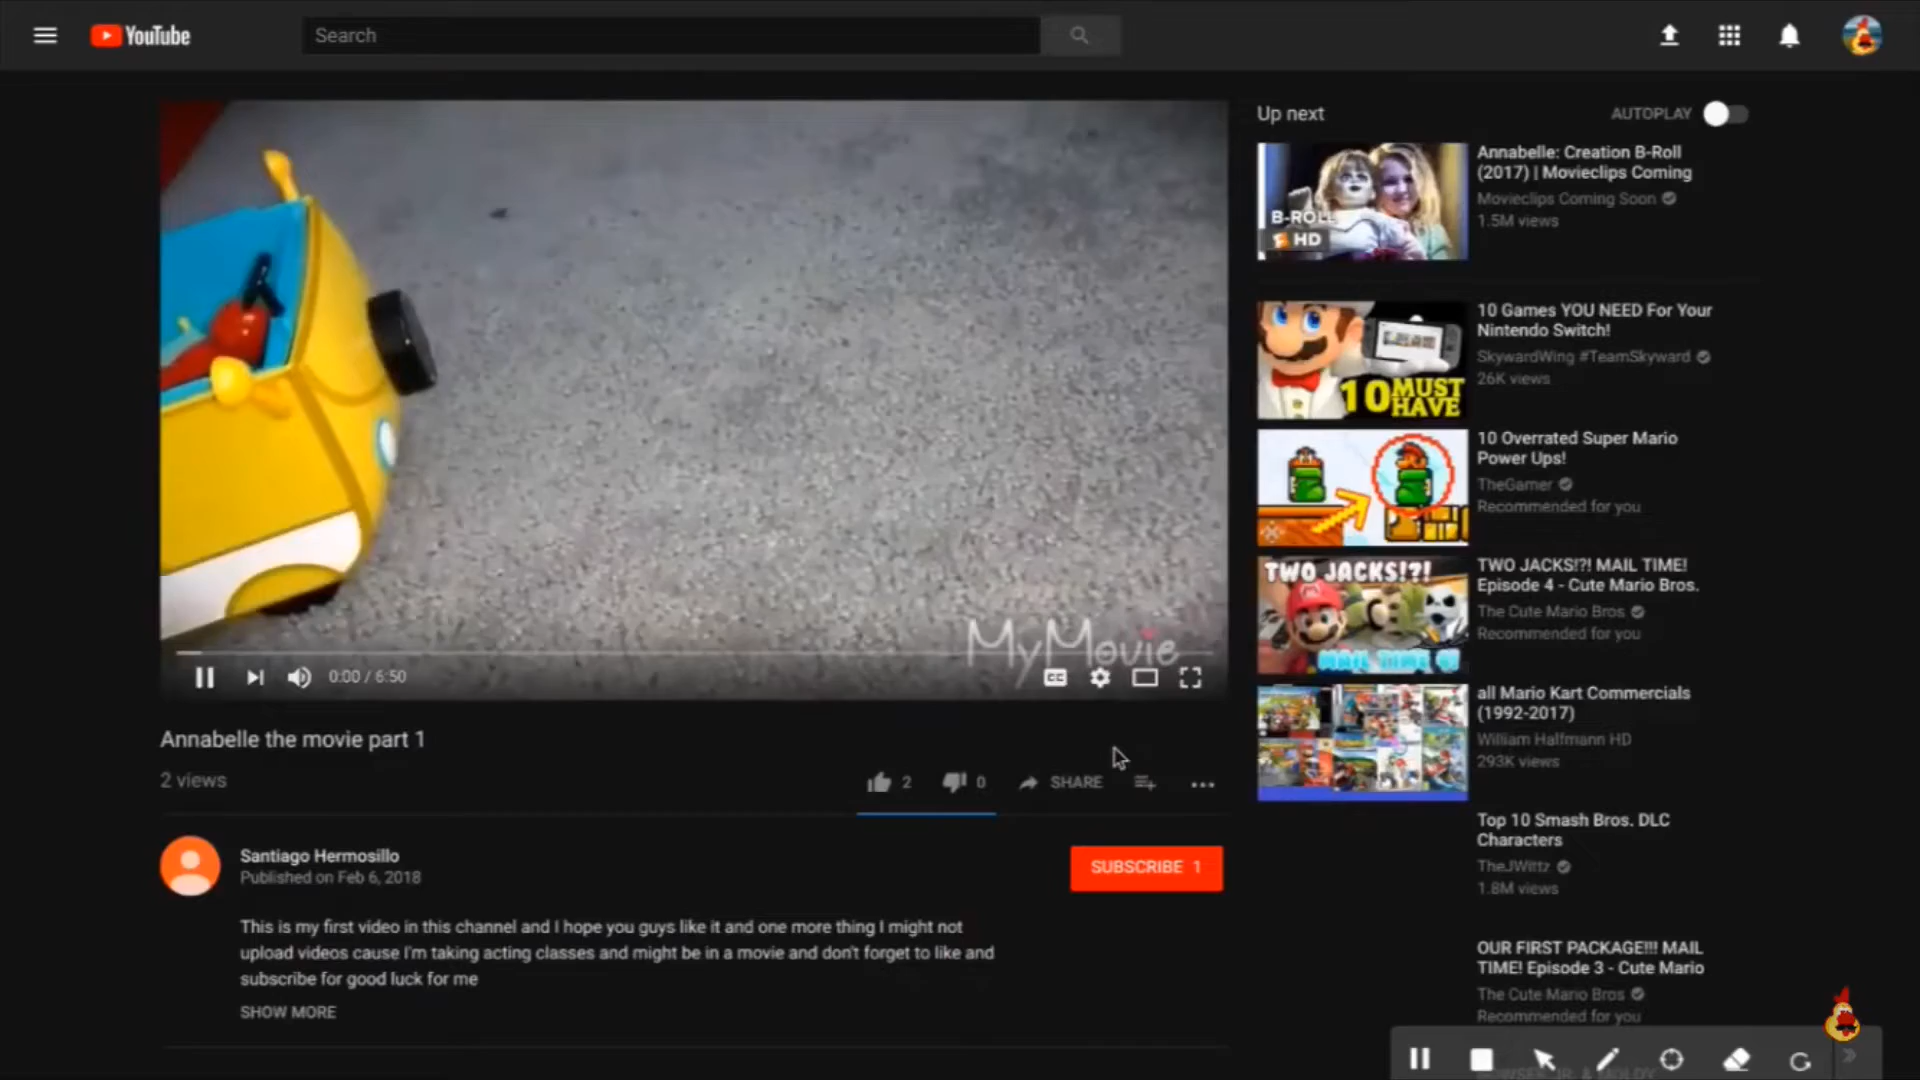 YouTube
Search
Up next
AUTOPLAY
B-ROLL
HD
Annabelle: Creation B-Roll
(2017) | Movieclips Coming
Movieclips Coming Soon
1.5M views
10 MUST
HAVE
10 Games YOU NEED For Your
Nintendo Switch!
SkywardWing #TeamSkyward
26K views
10 Overrated Super Mario
Power Ups!
TheGamer
Recommended for you
TWO JACKS!?!
MAIL TIME
TWO JACKS!?! MAIL TIME!
Episode 4 - Cute Mario Bros.
The Cute Mario Bros
Recommended for you
all Mario Kart Commercials
(1992-2017)
William Halfmann HD
293K views
Top 10 Smash Bros. DLC
Characters
TheJWittz
1.8M views
OUR FIRST PACKAGE!!! MAIL
TIME! Episode 3 - Cute Mario
The Cute Mario Bros
Recommended for you
MyMovie
0:00 / 6:50
CC
Annabelle the movie part 1
2 views
2
0
SHARE
Santiago Hermosillo
Published on Feb 6, 2018
SUBSCRIBE 1
This is my first video in this channel and I hope you guys like it and one more thing I might not
upload videos cause I'm taking acting classes and might be in a movie and don't forget to like and
subscribe for good luck for me
SHOW MORE